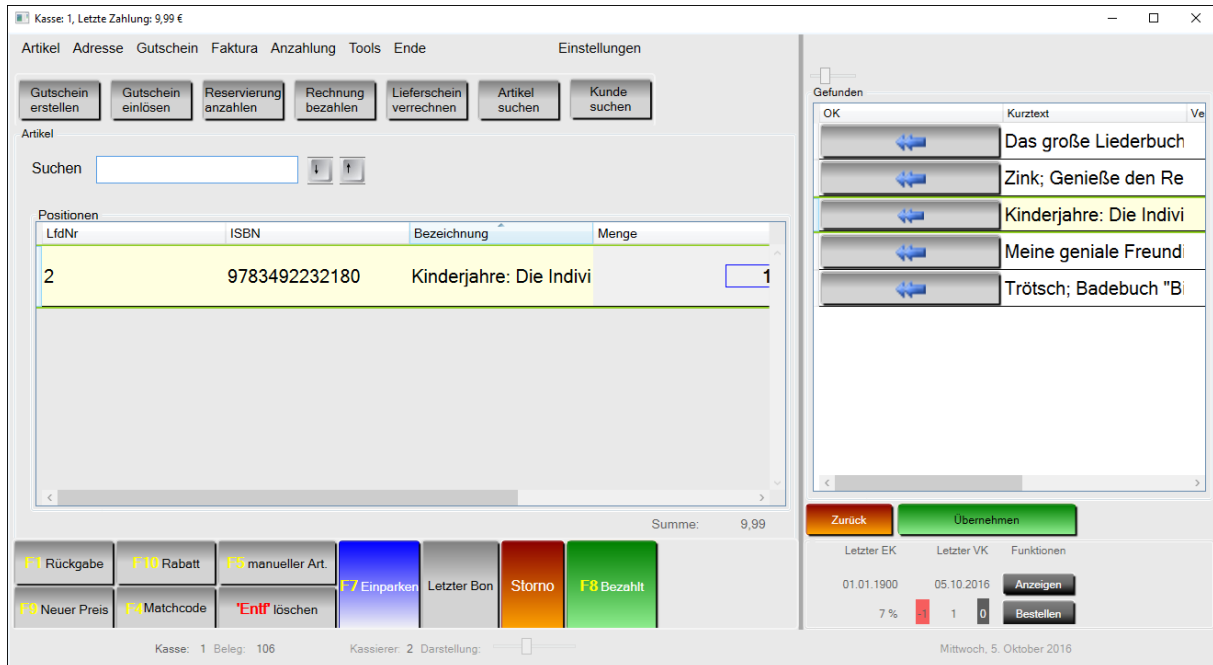 Kasse: 1, Letzte Zahlung: 9,99 €
Artikel Adresse Gutschein Faktura Anzahlung Tools Ende Einstellungen
Gutschein erstellen
Gutschein einlösen
Reservierung anzahlen
Rechnung bezahlen
Lieferschein verrechnen
Artikel suchen
Kunde suchen
Artikel
Suchen
Positionen
LfdNr ISBN Bezeichnung Menge
2 9783492232180 Kinderjahre: Die Indivi 1
Summe: 9,99
Gefunden
OK Kurztext Ve
Das große Liederbuch
Zink; Genieße den Re
Kinderjahre: Die Indivi
Meine geniale Freundi
Trötsch; Badebuch "Bi
Zurück Übernehmen
Letzter EK Letzter VK Funktionen
01.01.1900 05.10.2016 Anzeigen
7 % -1 1 0 Bestellen
F1 Rückgabe F10 Rabatt F5 manueller Art.
F7 Einparken Letzter Bon Storno F8 Bezahlt
F9 Neuer Preis F4 Matchcode 'Entf' löschen
Kasse: 1 Beleg: 106 Kassierer: 2 Darstellung: Mittwoch, 5. Oktober 2016